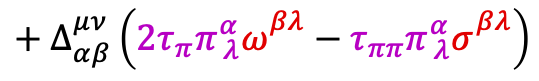 + Δ^{μν}_{αβ} (2τ_π π^α_λ ω^{βλ} − τ_{ππ} π^α_λ σ^{βλ})